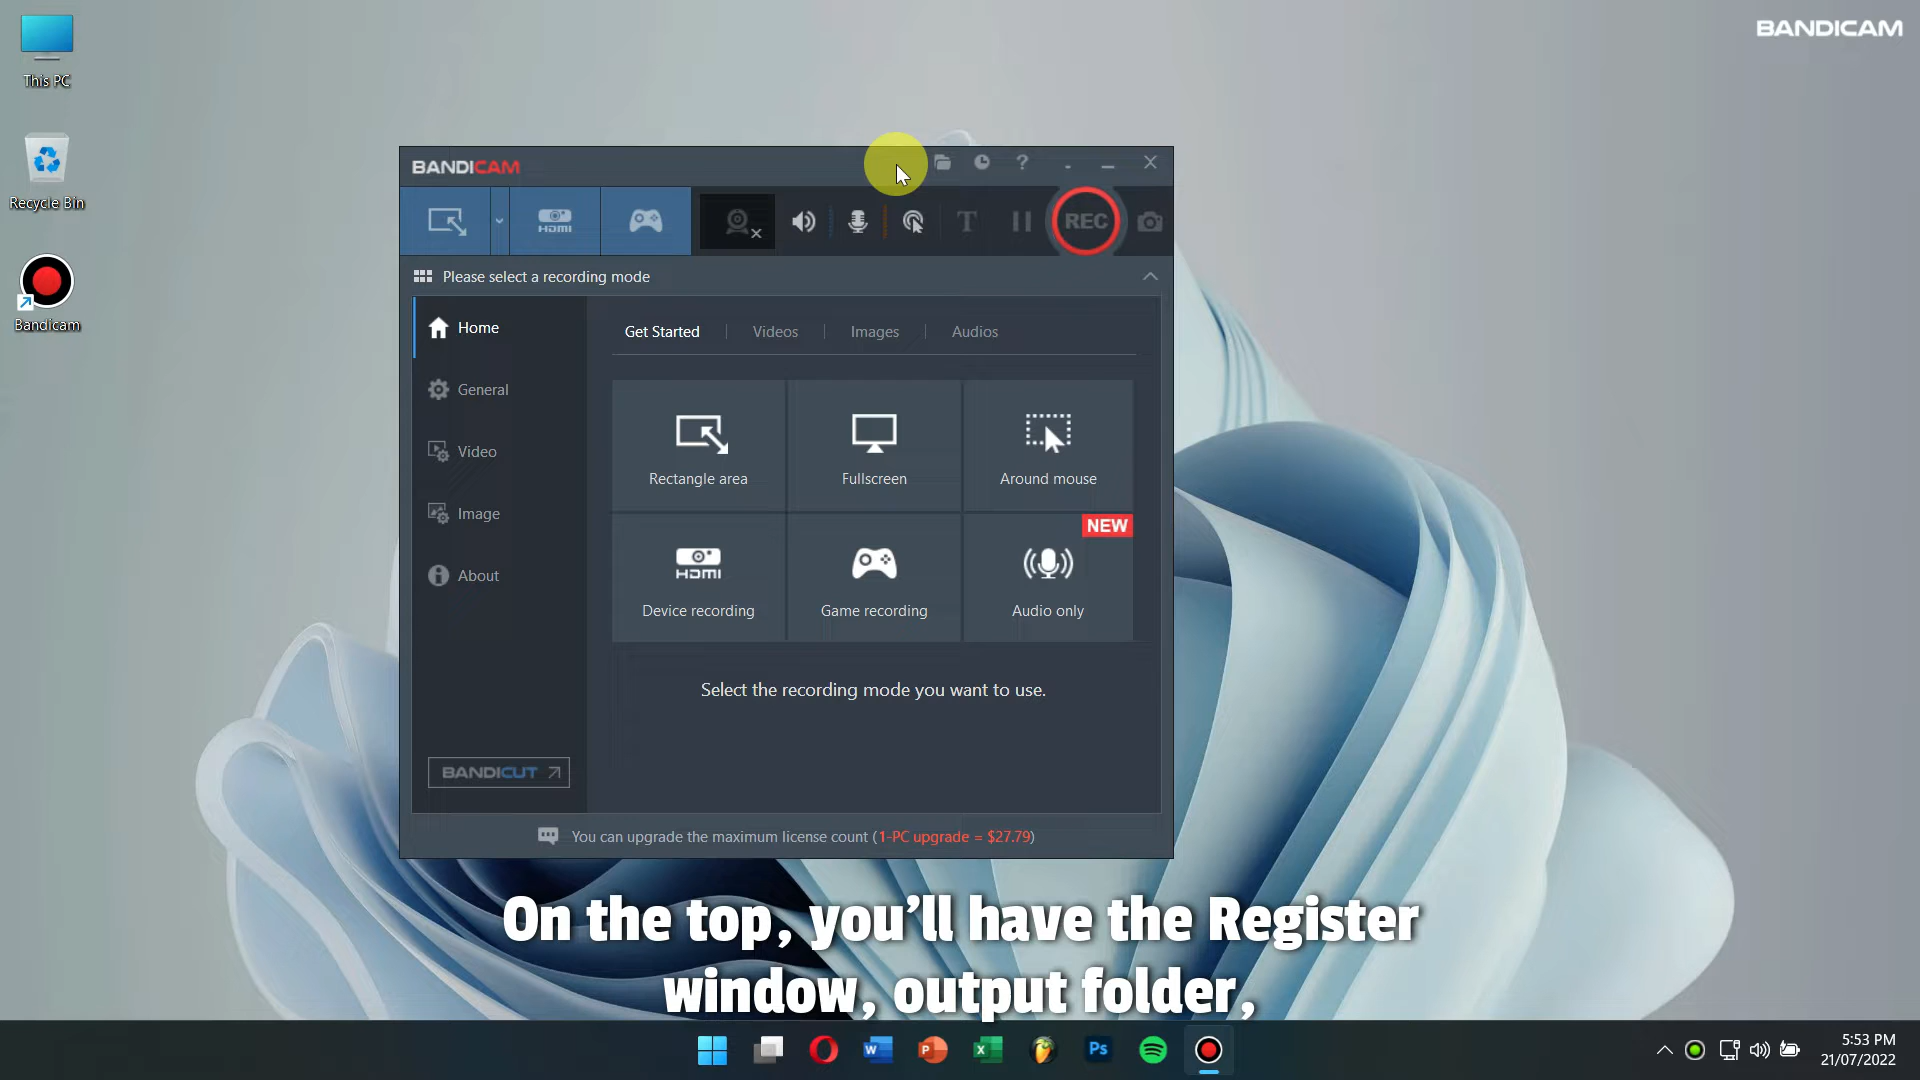 This PC
Recycle Bin
Bandicam
BANDICAM
BANDICAM
?
HDMI
T
REC
Please select a recording mode
Home
General
Video
Image
About
BANDICUT
Get Started
Videos
Images
Audios
Rectangle area
Fullscreen
Around mouse
HDMI
Device recording
Game recording
NEW
Audio only
Select the recording mode you want to use.
You can upgrade the maximum license count (1-PC upgrade = $27.79)
On the top, you'll have the Register
window, output folder,
W
P
X
Ps
5:53 PM
21/07/2022